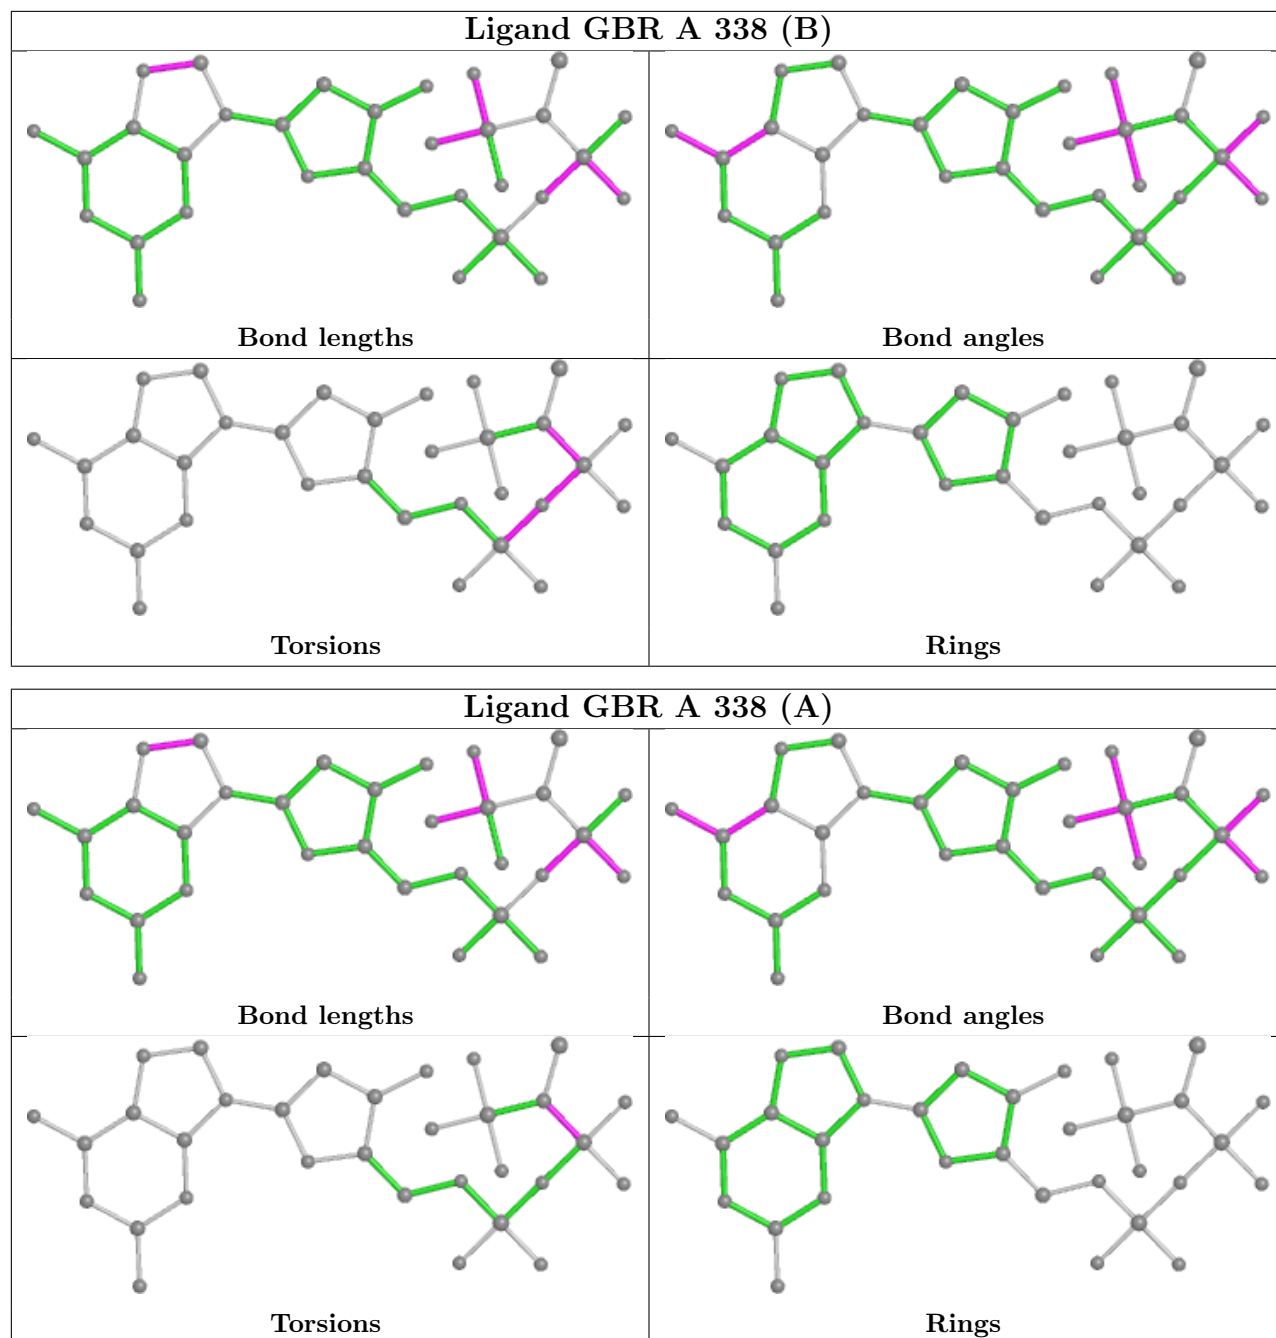 Ligand GBR A 338 (B)
Bond lengths
Bond angles
Torsions
Rings
Ligand GBR A 338 (A)
Bond lengths
Bond angles
Torsions
Rings